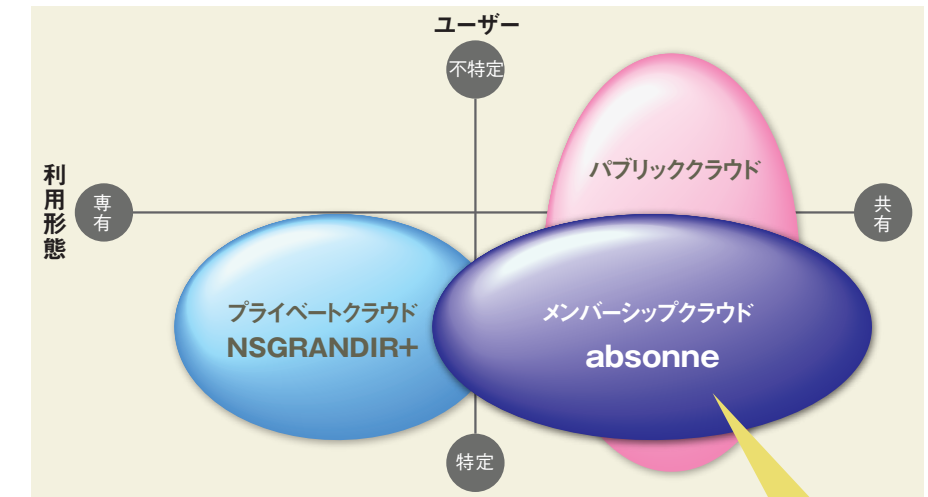 ユーザー
不特定
パブリッククラウド
利用形態
専有
共有
プライベートクラウド
NSGRANDIR+
メンバーシップクラウド
absonne
特定